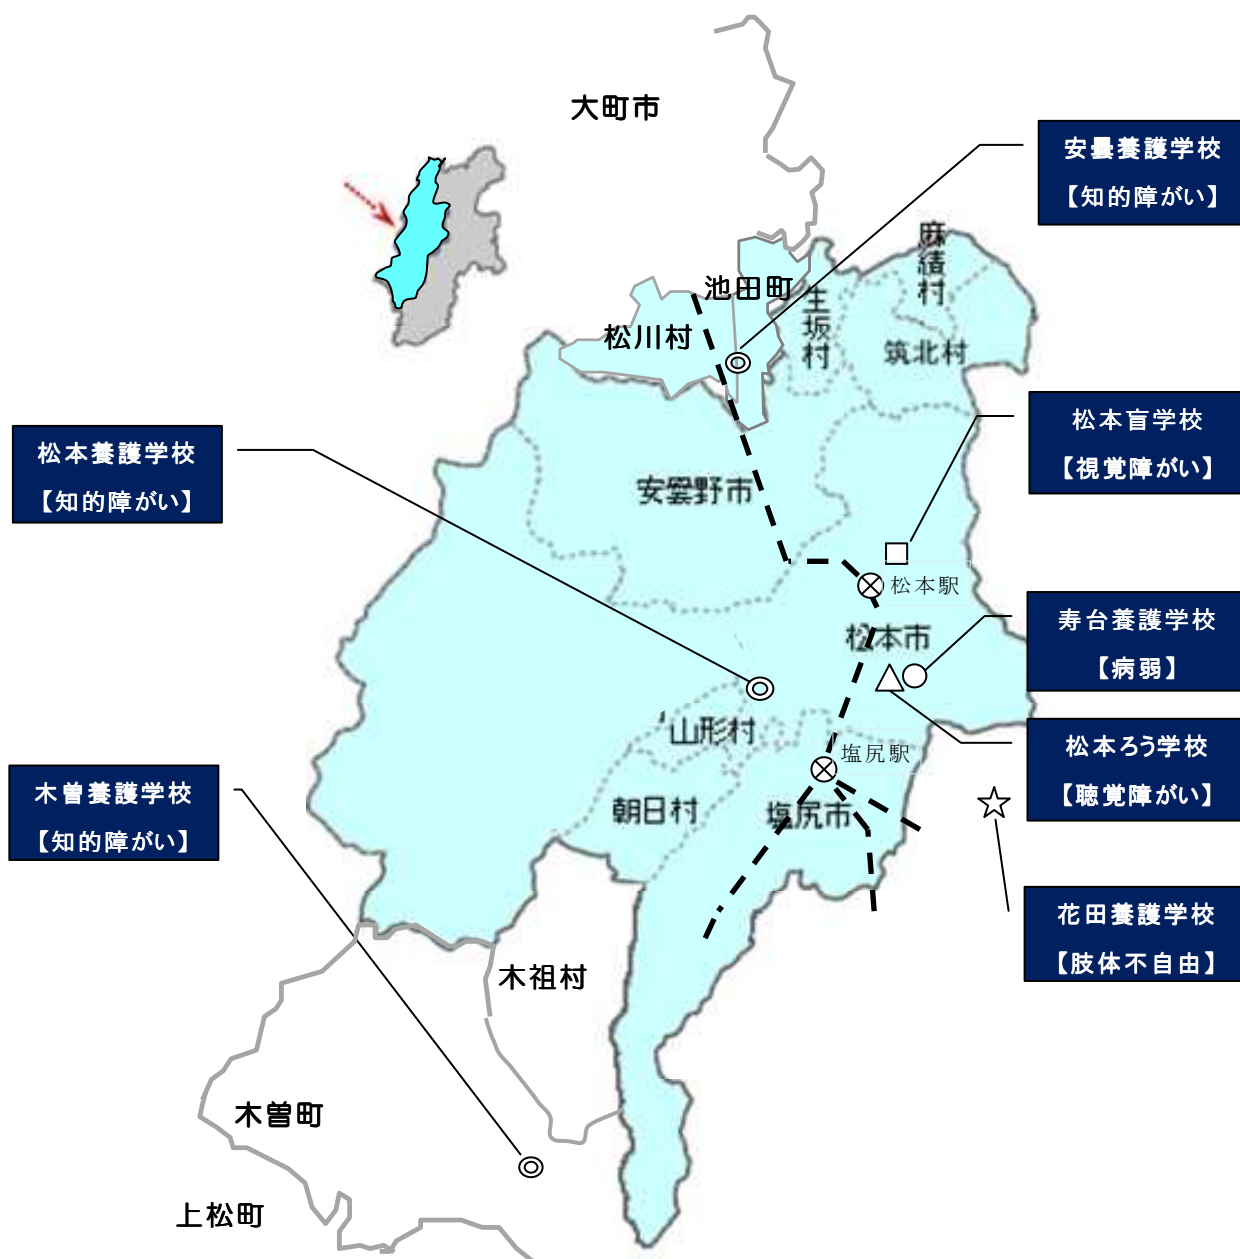 大町市
安曇養護学校
【知的障がい】
麻績村
池田町
生坂村
松川村
筑北村
松本盲学校
【視覚障がい】
松本養護学校
【知的障がい】
安曇野市
松本駅
寿台養護学校
【病弱】
松本市
山形村
松本ろう学校
【聴覚障がい】
塩尻駅
木曽養護学校
【知的障がい】
朝日村
塩尻市
花田養護学校
【肢体不自由】
木祖村
木曽町
上松町